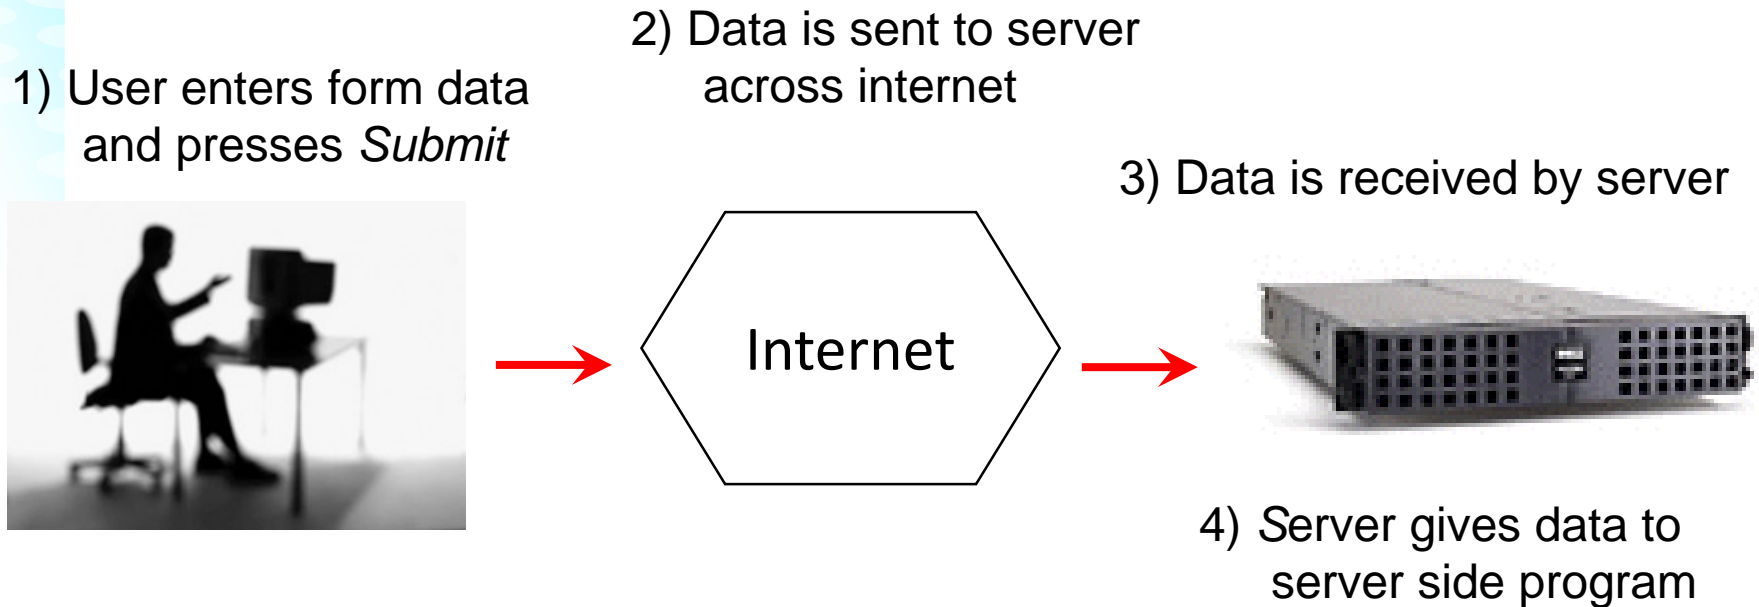 1) User enters form data
and presses Submit
2) Data is sent to server
across internet
3) Data is received by server
Internet
4) Server gives data to
server side program